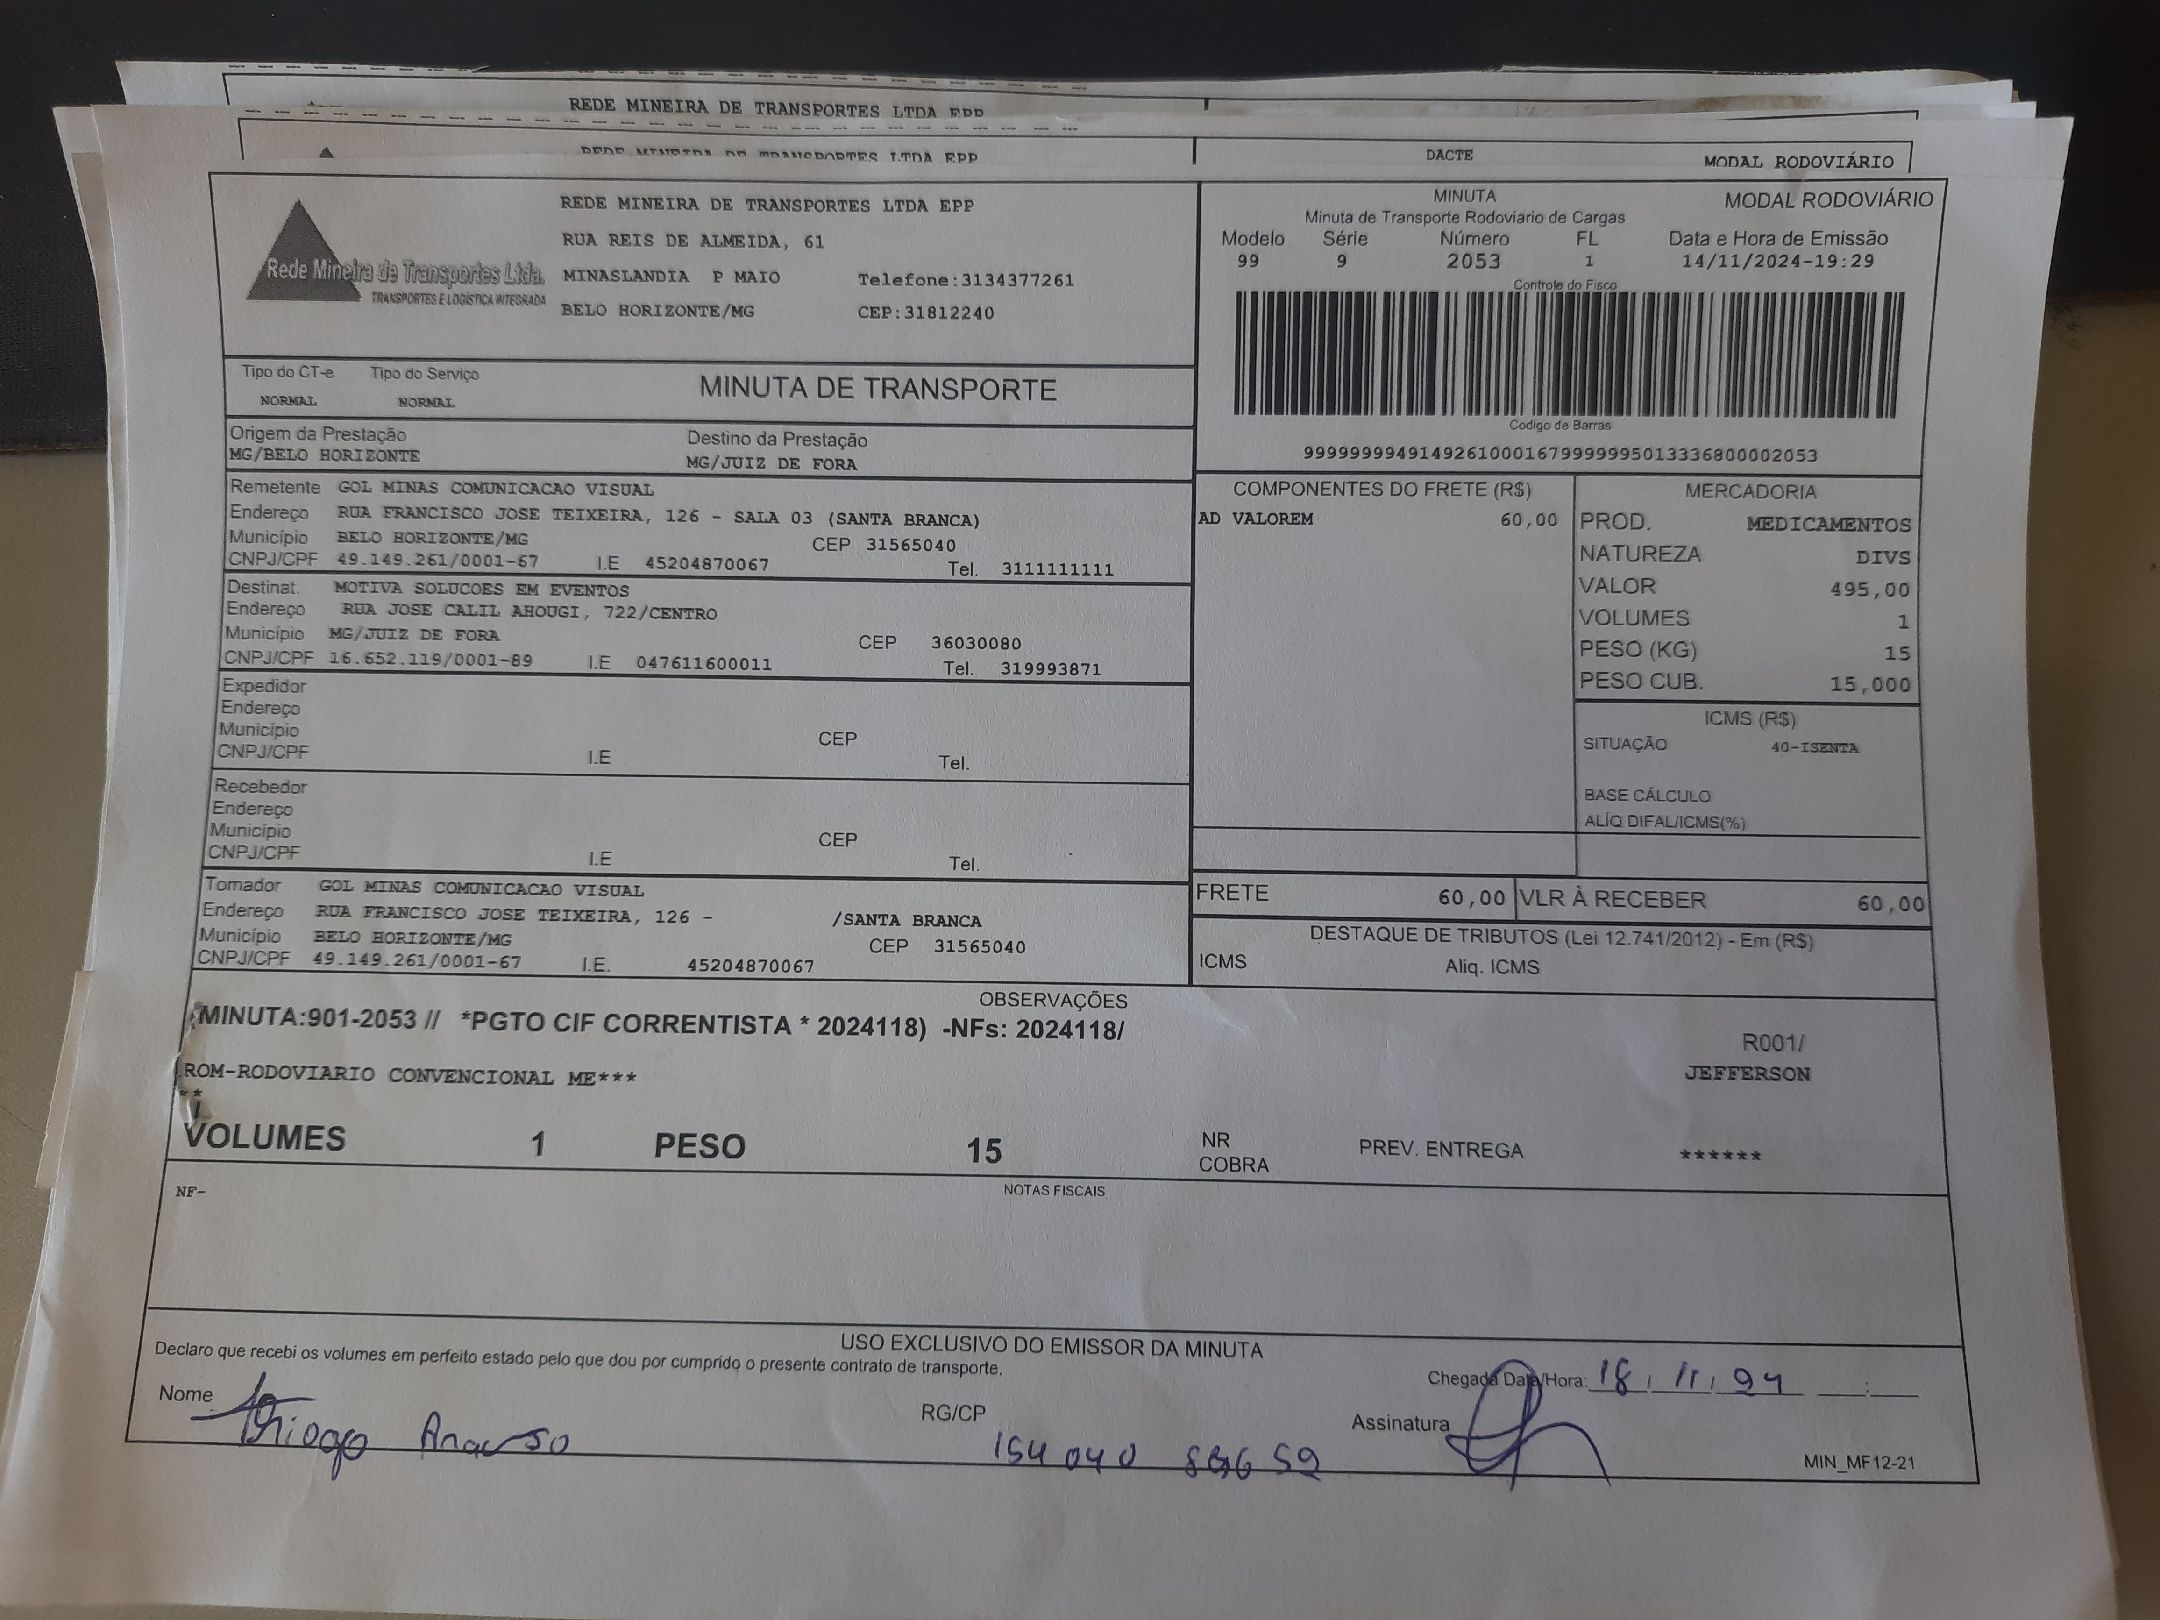 REDE MINEIRA DE TRANSPORTES LTDA EPP
REDE MINEIRA DE TRANSPORTES LTDA EPP
DACTE
MODAL RODOVIÁRIO
Rede Mineira de Transportes Ltda.
TRANSPORTES E LOGÍSTICA INTEGRADA
REDE MINEIRA DE TRANSPORTES LTDA EPP
RUA REIS DE ALMEIDA, 61
MINASLANDIA P MAIO Telefone:3134377261
BELO HORIZONTE/MG CEP:31812240
MINUTA MODAL RODOVIÁRIO
Minuta de Transporte Rodoviario de Cargas
Modelo Série Número FL Data e Hora de Emissão
99 9 2053 1 14/11/2024-19:29
Controle do Fisco
Codigo de Barras
99999999491492610001679999999501333680000 2053
Tipo do CT-e Tipo do Serviço
NORMAL NORMAL
MINUTA DE TRANSPORTE
Origem da Prestação Destino da Prestação
MG/BELO HORIZONTE MG/JUIZ DE FORA
Remetente GOL MINAS COMUNICACAO VISUAL
Endereço RUA FRANCISCO JOSE TEIXEIRA, 126 - SALA 03 (SANTA BRANCA)
Município BELO HORIZONTE/MG CEP 31565040
CNPJ/CPF 49.149.261/0001-67 I.E 45204870067 Tel. 3111111111
Destinat. MOTIVA SOLUCOES EM EVENTOS
Endereço RUA JOSE CALIL AHOUGI, 722/CENTRO
Município MG/JUIZ DE FORA CEP 36030080
CNPJ/CPF 16.652.119/0001-89 I.E 047611600011 Tel. 319993871
Expedidor
Endereço
Município CEP
CNPJ/CPF I.E Tel.
Recebedor
Endereço
Município CEP
CNPJ/CPF I.E Tel.
Tomador GOL MINAS COMUNICACAO VISUAL
Endereço RUA FRANCISCO JOSE TEIXEIRA, 126 - /SANTA BRANCA
Município BELO HORIZONTE/MG CEP 31565040
CNPJ/CPF 49.149.261/0001-67 I.E. 45204870067
COMPONENTES DO FRETE (R$)
AD VALOREM 60,00
MERCADORIA
PROD. MEDICAMENTOS
NATUREZA DIVS
VALOR 495,00
VOLUMES 1
PESO (KG) 15
PESO CUB. 15,000
ICMS (R$)
SITUAÇÃO 40-ISENTA
BASE CÁLCULO
ALÍQ DIFAL/ICMS(%)
FRETE 60,00 VLR À RECEBER 60,00
DESTAQUE DE TRIBUTOS (Lei 12.741/2012) - Em (R$)
ICMS Aliq. ICMS
OBSERVAÇÕES
MINUTA:901-2053 // *PGTO CIF CORRENTISTA * 2024118) -NFs: 2024118/
R001/
JEFFERSON
ROM-RODOVIARIO CONVENCIONAL ME***
**
VOLUMES 1 PESO 15
NR COBRA PREV. ENTREGA ******
NF- NOTAS FISCAIS
USO EXCLUSIVO DO EMISSOR DA MINUTA
Declaro que recebi os volumes em perfeito estado pelo que dou por cumprido o presente contrato de transporte.
Chegada Data/Hora: 18/11/24 __:__
Nome Thiago RG/CP 154 040 Assinatura
MIN_MF12-21